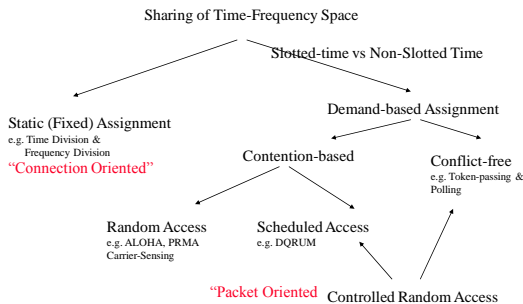 Sharing of Time-Frequency Space
Slotted-time vs Non-Slotted Time
Static (Fixed) Assignment
e.g. Time Division &
Frequency Division
“Connection Oriented”
Demand-based Assignment
Contention-based
Conflict-free
e.g. Token-passing &
Polling
Random Access
e.g. ALOHA, PRMA
Carrier-Sensing
Scheduled Access
e.g. DQRUM
“Packet Oriented
Controlled Random Access